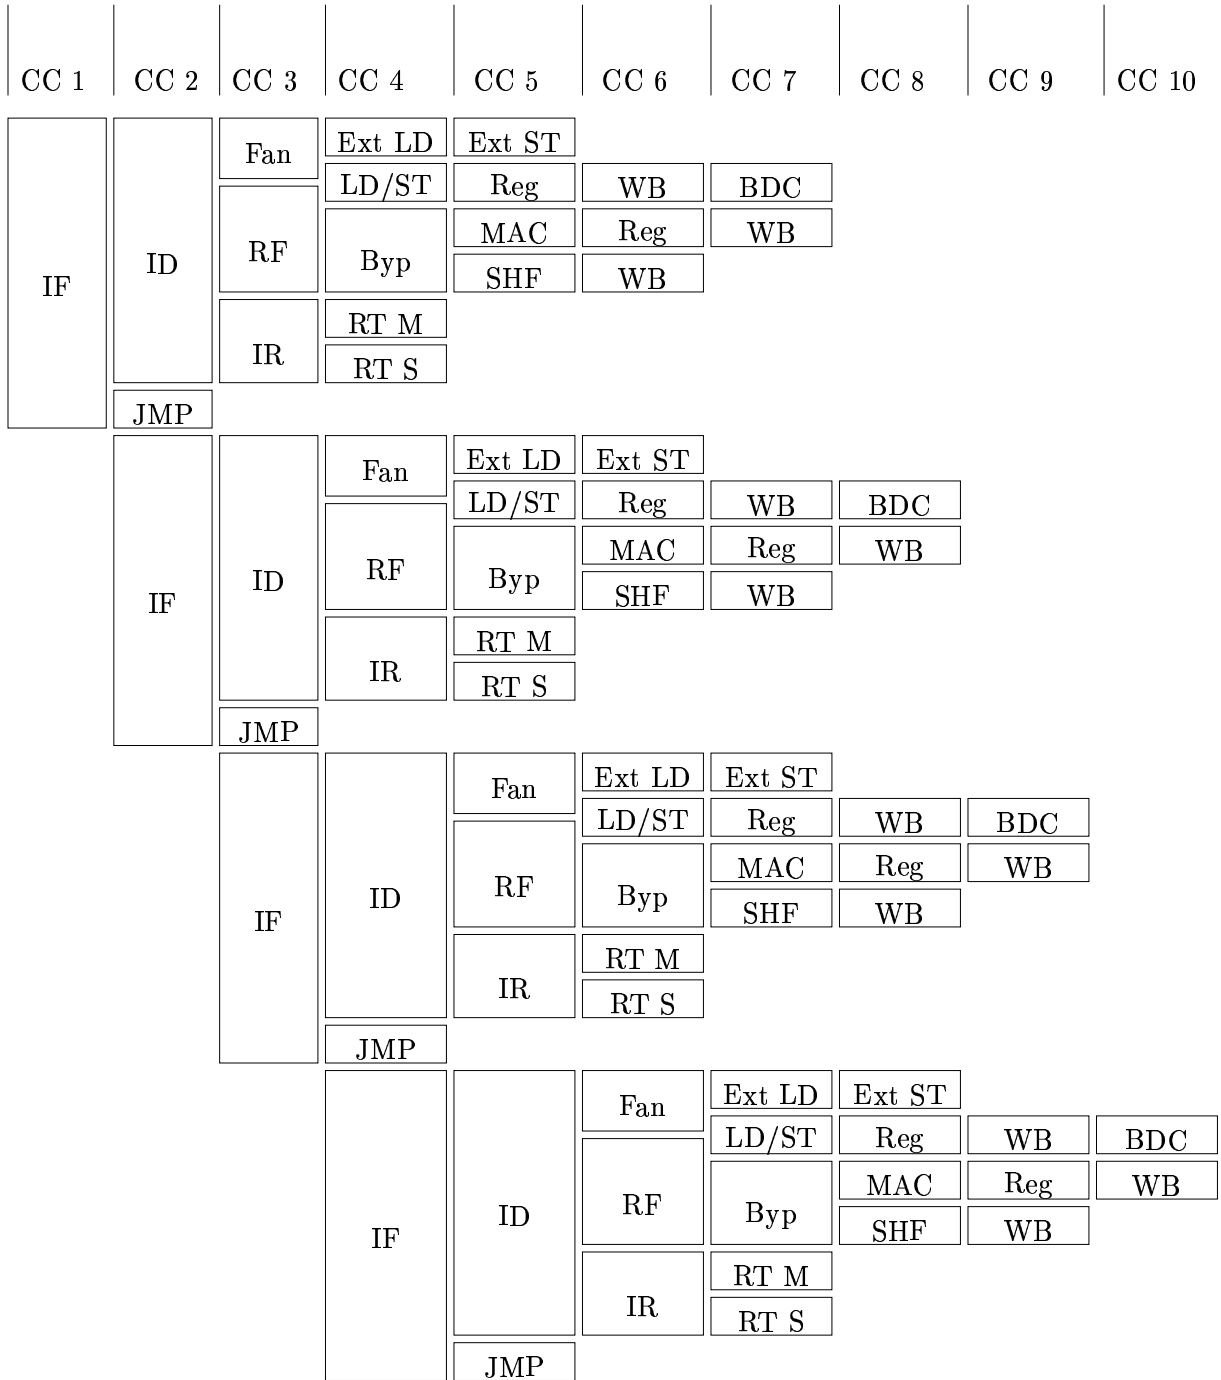 CC 1 CC 2 CC 3 CC 4 CC 5 CC 6 CC 7 CC 8 CC 9 CC 10
Fan Ext LD Ext ST
LD/ST Reg WB BDC
MAC Reg WB
IF ID RF Byp
SHF WB
RT M
IR
RT S
JMP
Fan Ext LD Ext ST
LD/ST Reg WB BDC
MAC Reg WB
IF ID RF Byp
SHF WB
RT M
IR
RT S
JMP
Fan Ext LD Ext ST
LD/ST Reg WB BDC
MAC Reg WB
IF ID RF Byp
SHF WB
RT M
IR
RT S
JMP
Fan Ext LD Ext ST
LD/ST Reg WB BDC
MAC Reg WB
IF ID RF Byp
SHF WB
RT M
IR
RT S
JMP